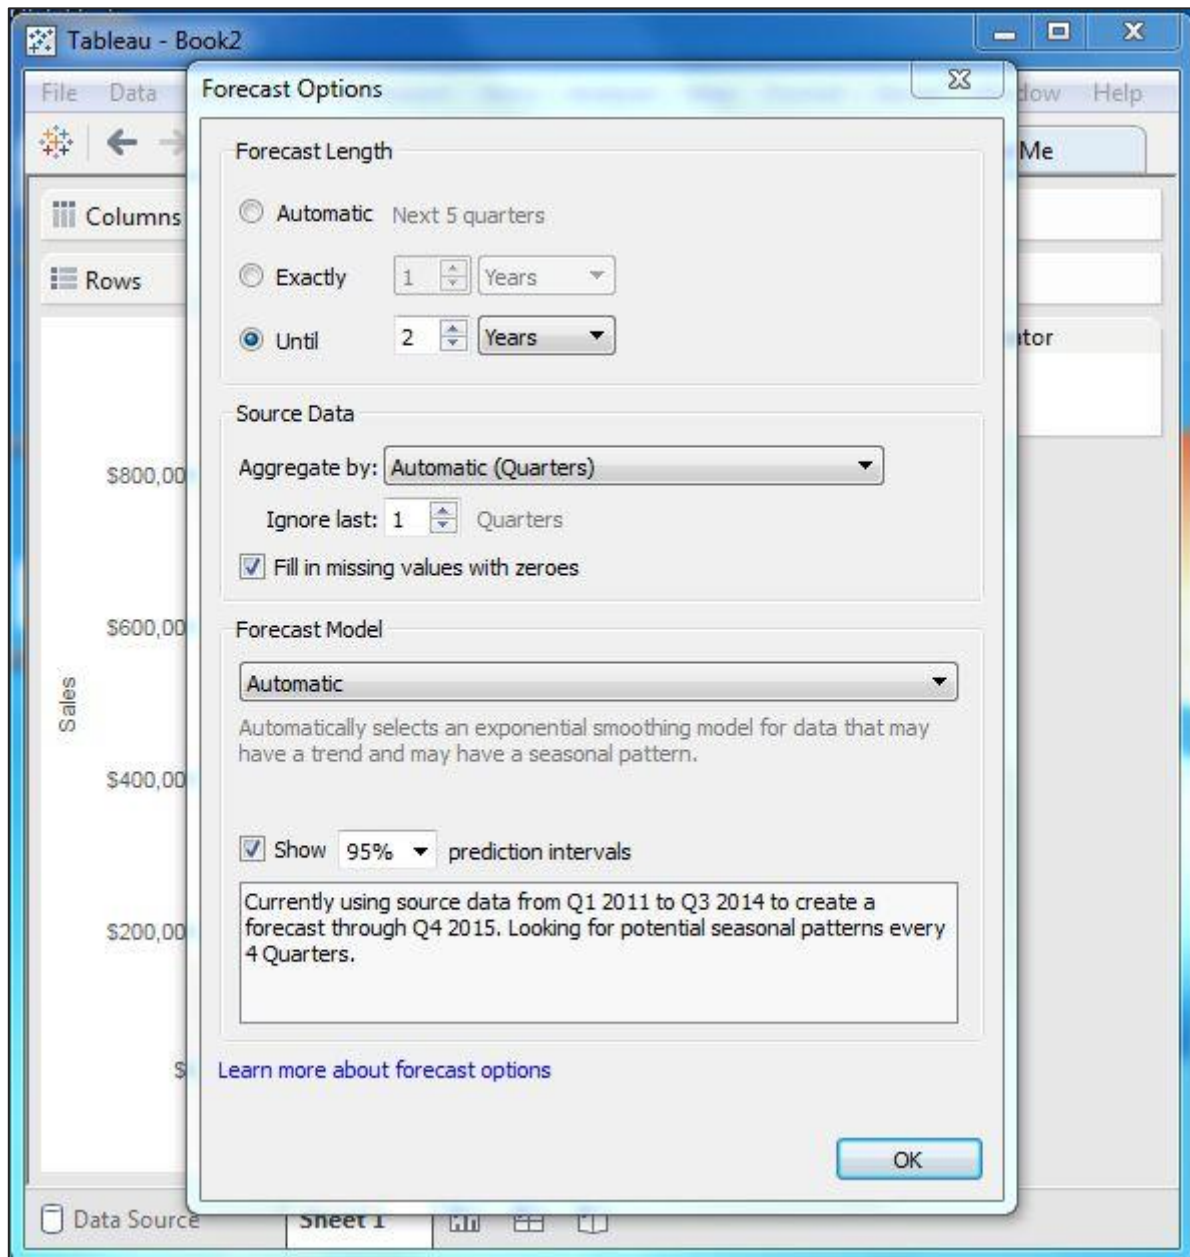 Tableau - Book2
File Data dow Help
Forecast Options
Me
Forecast Length
Automatic Next 5 quarters
Columns
Exactly 1 Years
Rows
Until 2 Years
ator
Source Data
Aggregate by: Automatic (Quarters)
$800,00
Ignore last: 1 Quarters
Fill in missing values with zeroes
$600,00
Forecast Model
Automatic
Sales
Automatically selects an exponential smoothing model for data that may
have a trend and may have a seasonal pattern.
$400,00
Show 95% prediction intervals
Currently using source data from Q1 2011 to Q3 2014 to create a
forecast through Q4 2015. Looking for potential seasonal patterns every
4 Quarters.
$200,00
$
Learn more about forecast options
OK
Data Source Sheet 1